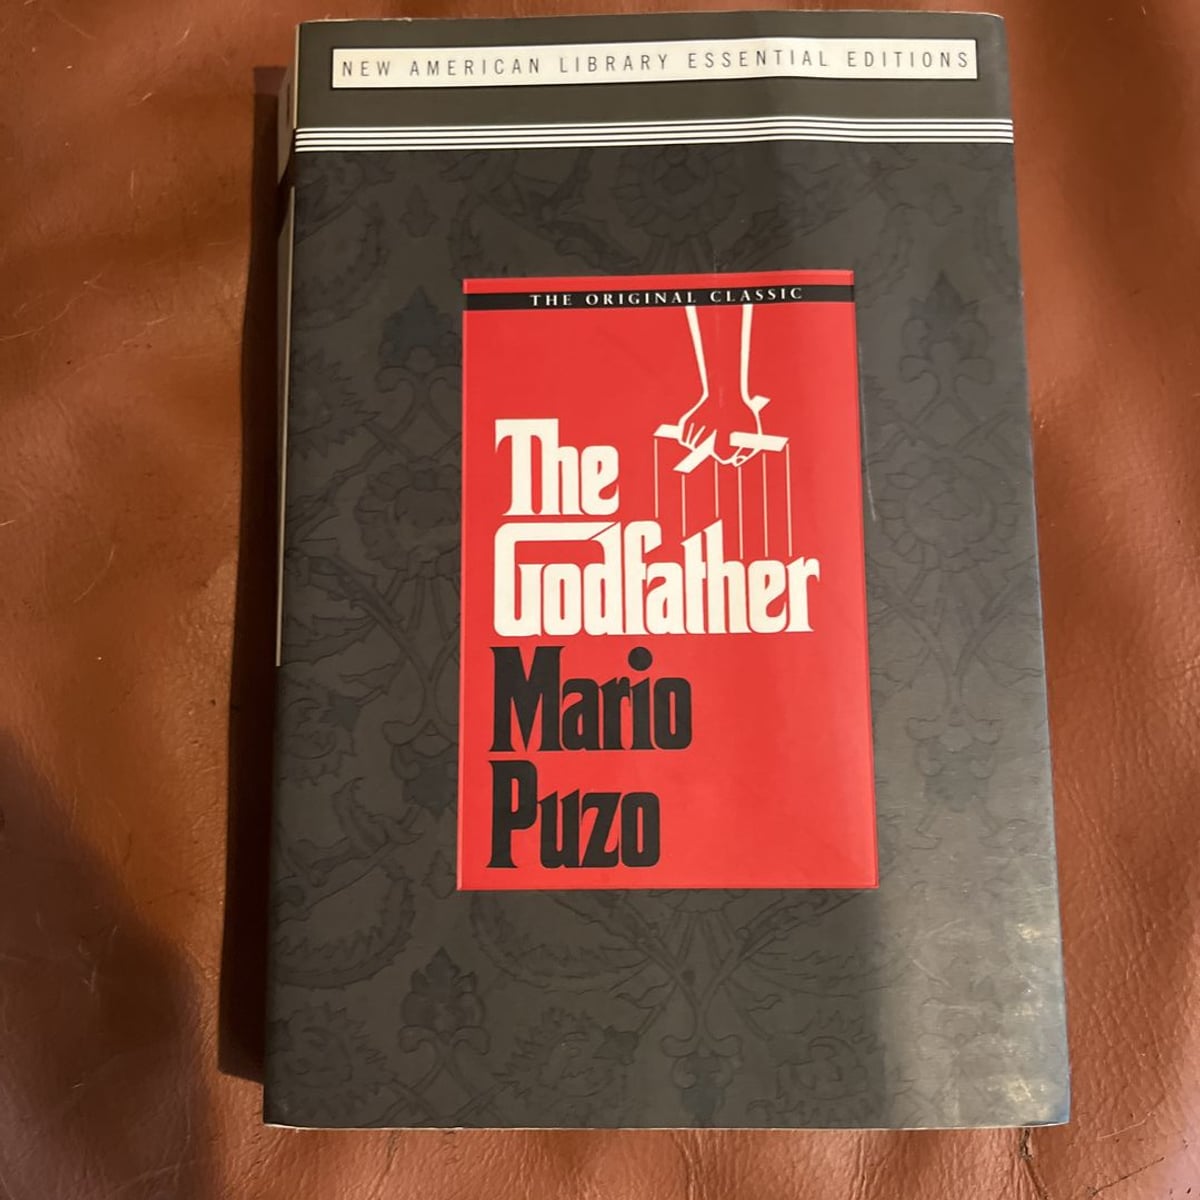 NEW AMERICAN LIBRARY ESSENTIAL EDITIONS
THE ORIGINAL CLASSIC
The
Godfather
Mario
Puzo